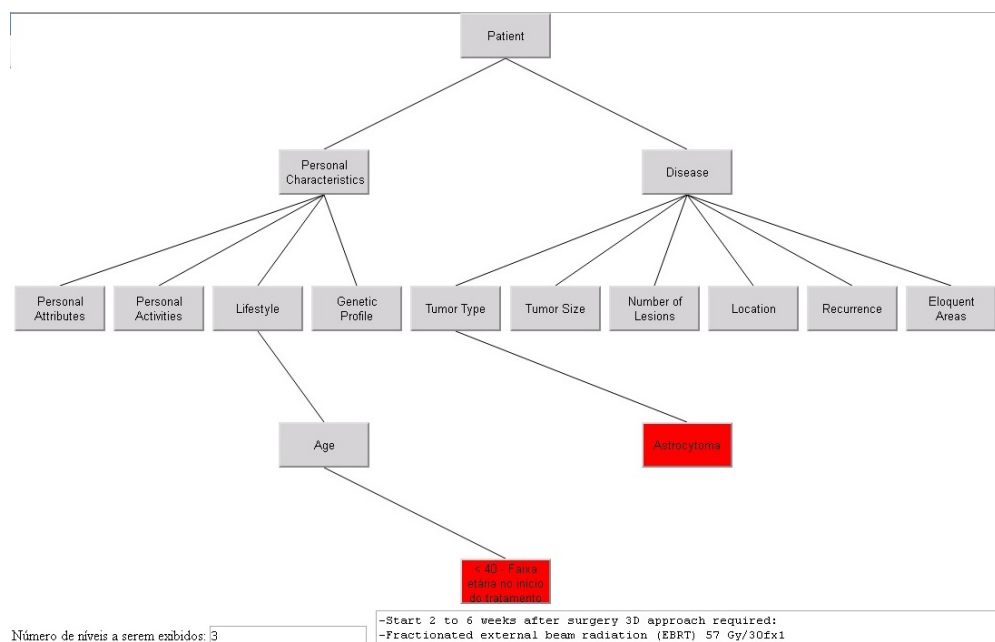 Patient
Personal
Characteristics
Disease
Personal
Attributes
Personal
Activities
Lifestyle
Genetic
Profile
Tumor Type
Tumor Size
Number of
Lesions
Location
Recurrence
Eloquent
Areas
Age
Astrocytoma
< 40 - Faixa
etária no início
do tratamento
Número de níveis a serem exibidos: 3
-Start 2 to 6 weeks after surgery 3D approach required:
-Fractionated external beam radiation (EBRT) 57 Gy/30fx1